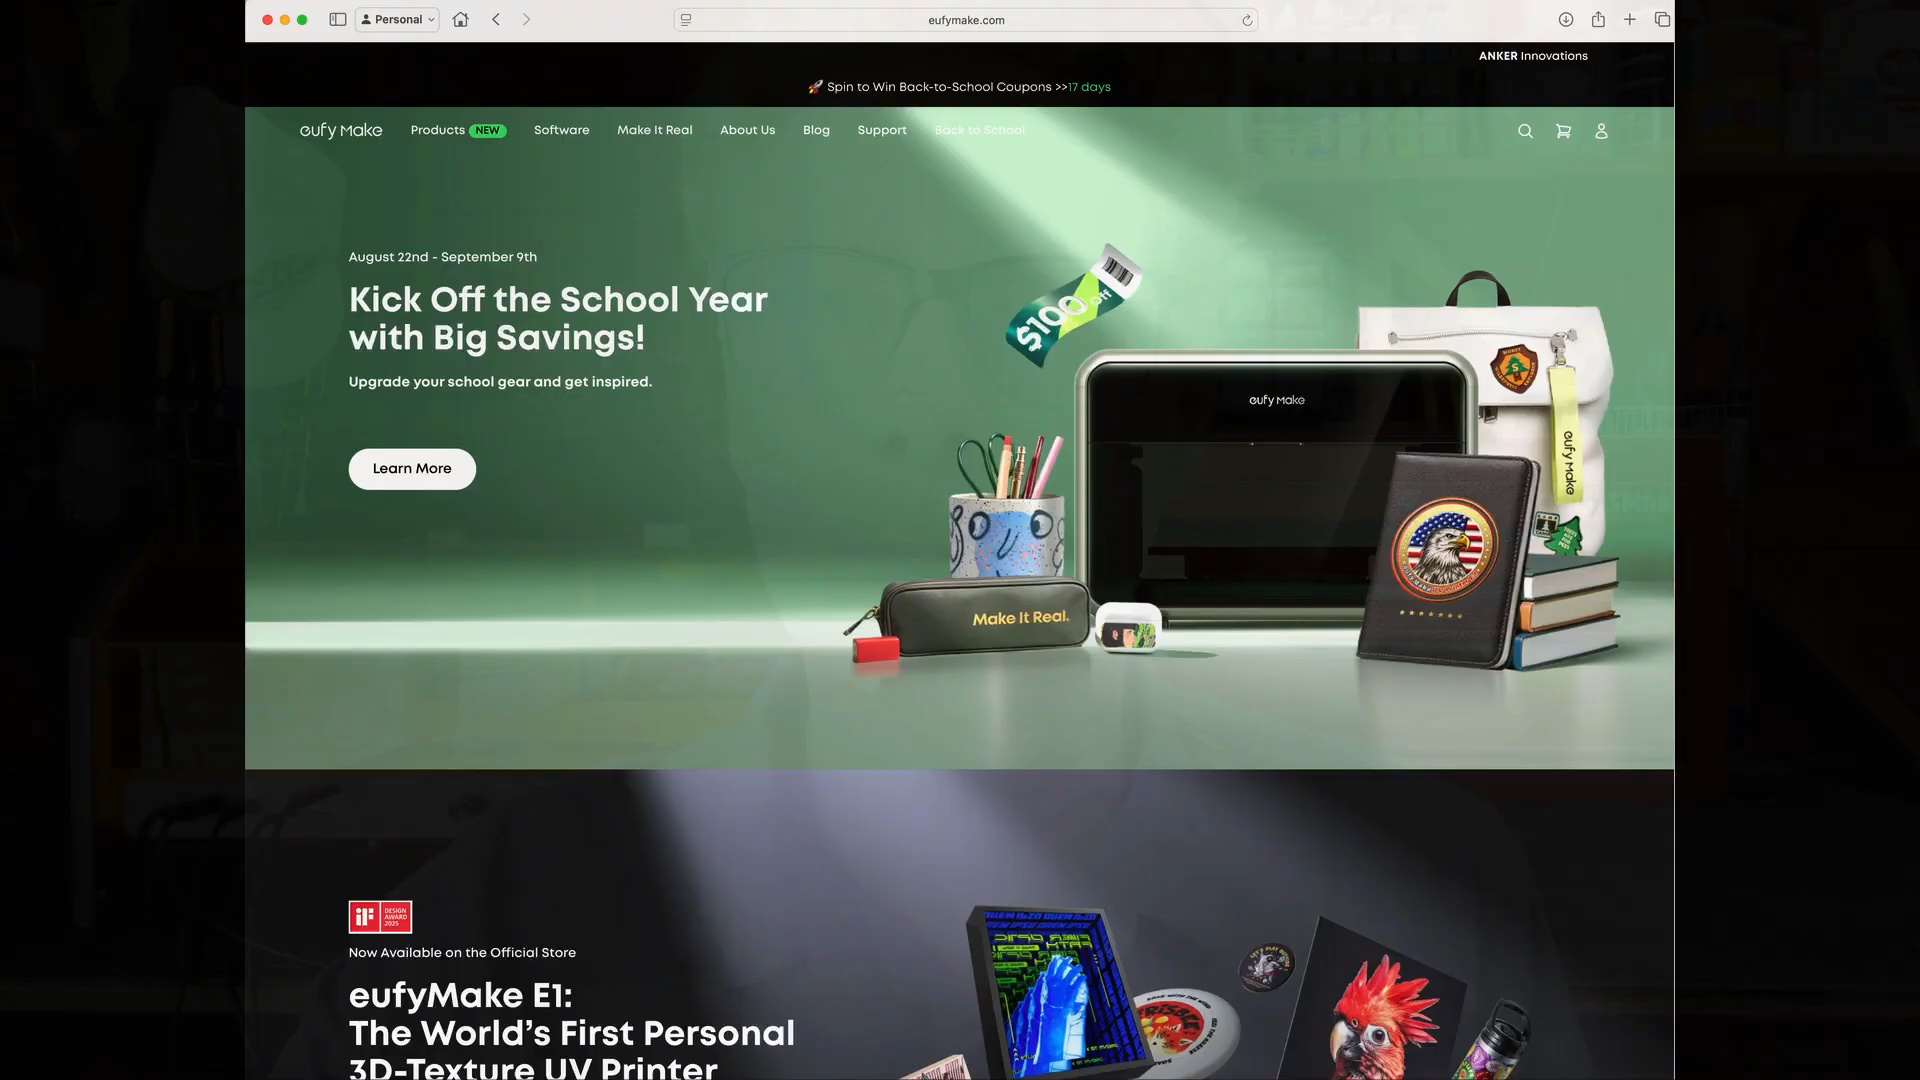 Personal
eufymake.com
ANKER Innovations
🚀 Spin to Win Back-to-School Coupons >>17 days
eufy Make
Products NEW
Software
Make It Real
About Us
Blog
Support
Back to School
August 22nd - September 9th
Kick Off the School Year
with Big Savings!
Upgrade your school gear and get inspired.
Learn More
$100 Off
eufy Make
eufy Make
Make It Real.
iF DESIGN
AWARD
2025
Now Available on the Official Store
eufyMake E1:
The World's First Personal
3D-Texture UV Printer